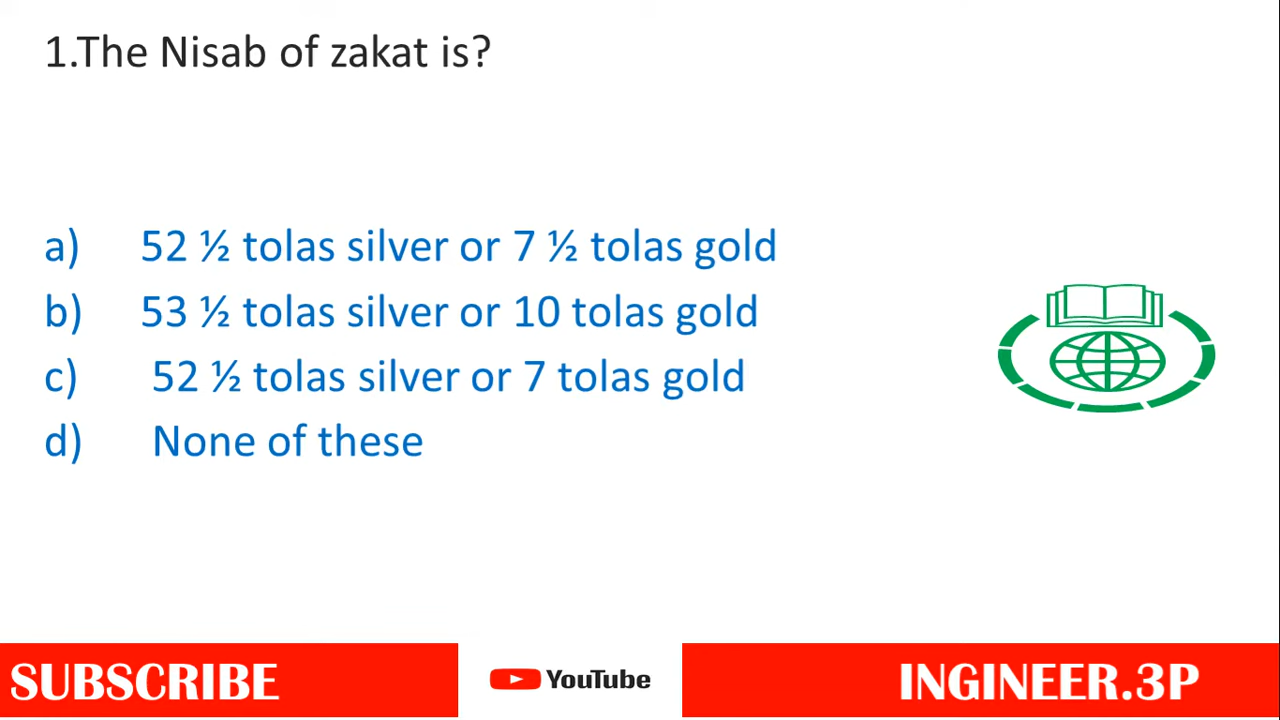 1.The Nisab of zakat is?
a) 52 ½ tolas silver or 7 ½ tolas gold
b) 53 ½ tolas silver or 10 tolas gold
c) 52 ½ tolas silver or 7 tolas gold
d) None of these
SUBSCRIBE YouTube INGINEER.3P